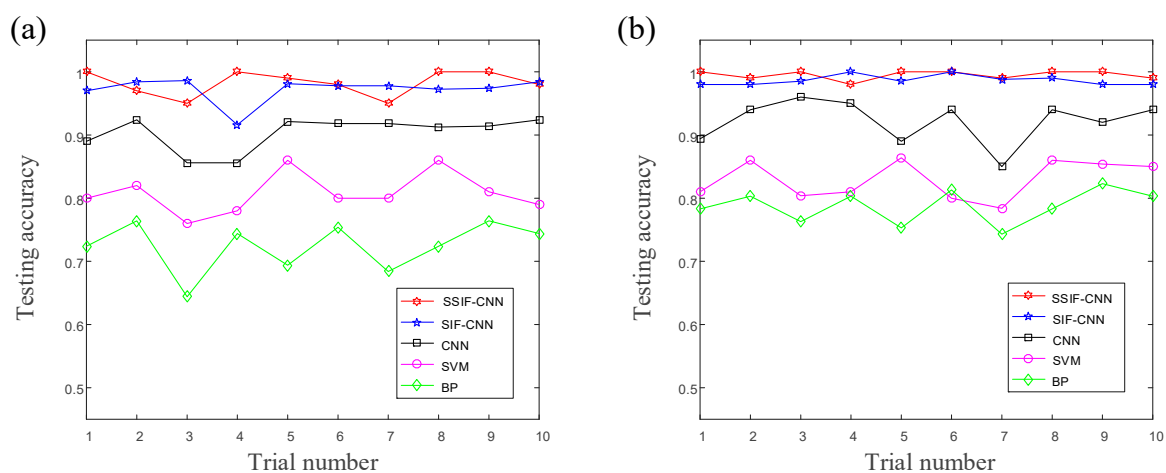 (a)
Testing accuracy
1
0.9
0.8
0.7
0.6
0.5
SSIF-CNN
SIF-CNN
CNN
SVM
BP
1 2 3 4 5 6 7 8 9 10
Trial number
(b)
Testing accuracy
1
0.9
0.8
0.7
0.6
0.5
SSIF-CNN
SIF-CNN
CNN
SVM
BP
1 2 3 4 5 6 7 8 9 10
Trial number